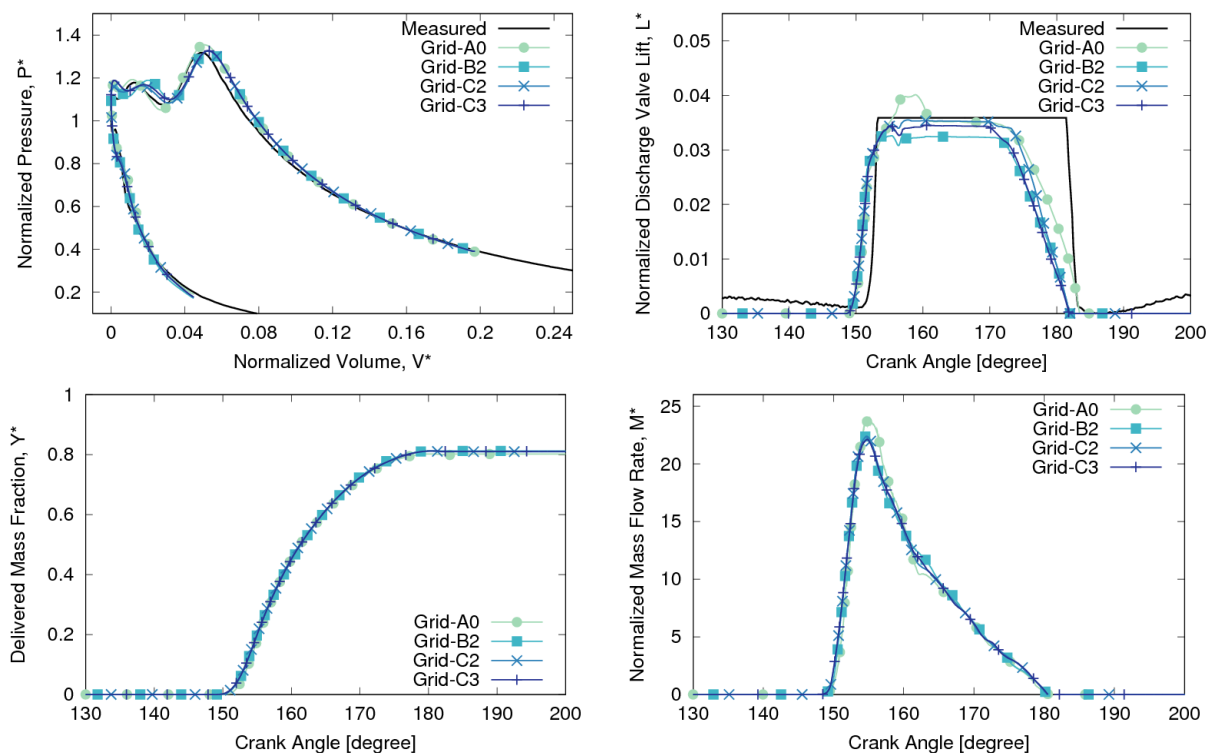 1.4
1.2
1
0.8
0.6
0.4
0.2
Normalized Pressure, P*
Measured
Grid-A0
Grid-B2
Grid-C2
Grid-C3
0 0.04 0.08 0.12 0.16 0.2 0.24
Normalized Volume, V*
0.05
0.04
0.03
0.02
0.01
0
Normalized Discharge Valve Lift, L*
Measured
Grid-A0
Grid-B2
Grid-C2
Grid-C3
130 140 150 160 170 180 190 200
Crank Angle [degree]
1
0.8
0.6
0.4
0.2
0
Delivered Mass Fraction, Y*
Grid-A0
Grid-B2
Grid-C2
Grid-C3
130 140 150 160 170 180 190 200
Crank Angle [degree]
25
20
15
10
5
0
Normalized Mass Flow Rate, M*
Grid-A0
Grid-B2
Grid-C2
Grid-C3
130 140 150 160 170 180 190 200
Crank Angle [degree]